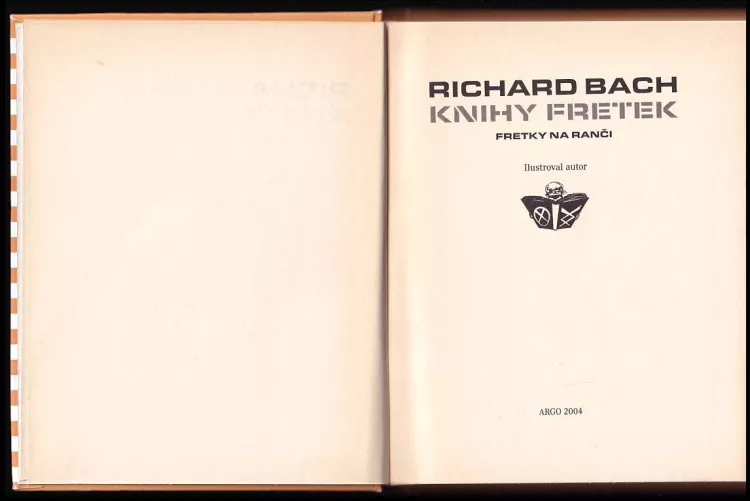 RICHARD BACH
KNIHY FRETEK
FRETKY NA RANČI
Ilustroval autor
ARGO 2004